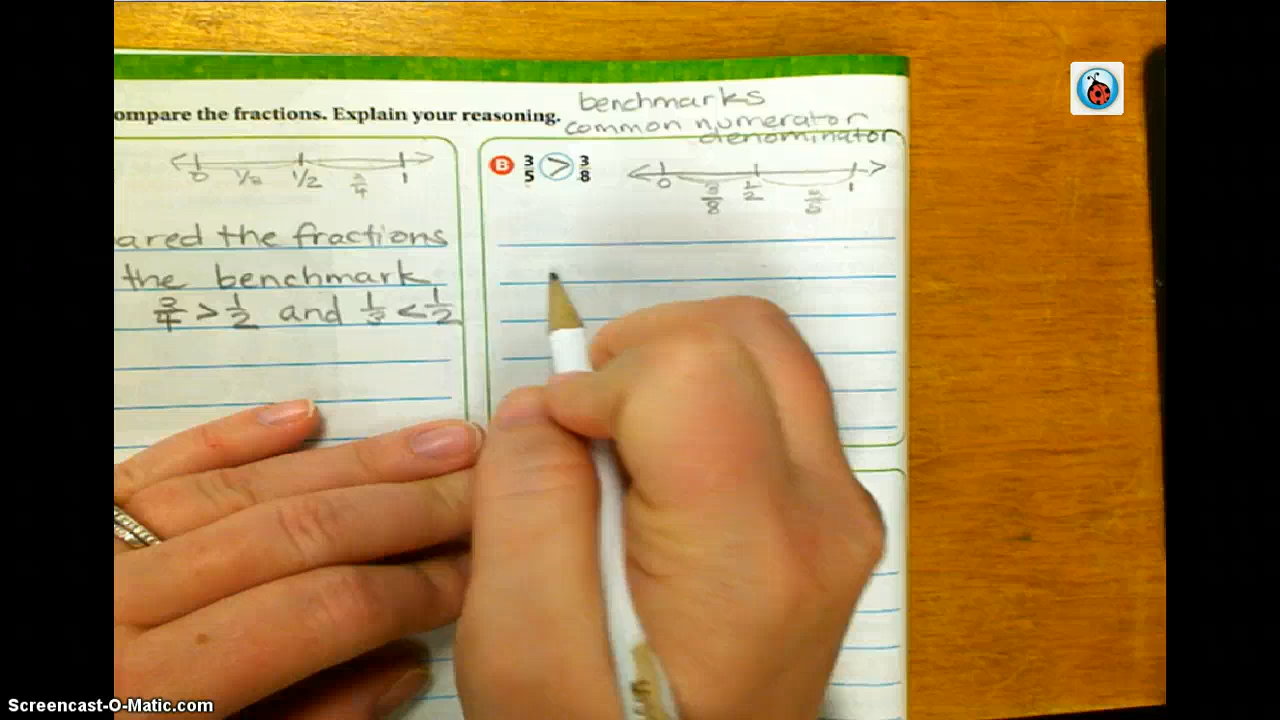 ompare the fractions. Explain your reasoning.
benchmarks
common numerator
denominator
0 1/2 1
ared the fractions
the benchmark
3/4 > 1/2 and 1/3 < 1/2
B 3/5 > 3/8
0 3/8 1/2 3/5 1
Screencast-O-Matic.com